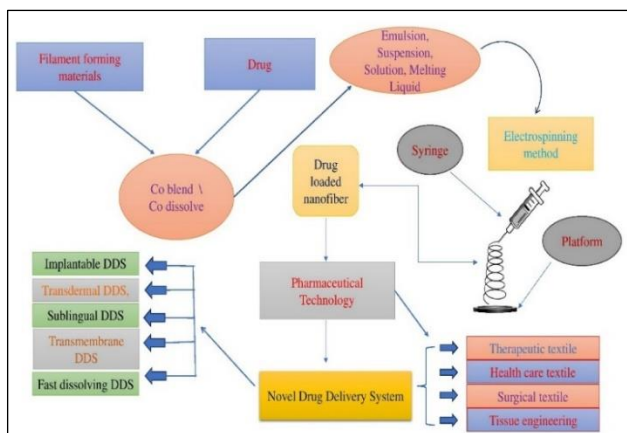 Filament forming
materials
Drug
Emulsion,
Suspension,
Solution, Melting
Liquid
Electrospinning
method
Syringe
Co blend \
Co dissolve
Drug
loaded
nanofiber
Platform
Implantable DDS
Transdermal DDS,
Sublingual DDS
Transmembrane
DDS
Fast dissolving DDS
Pharmaceutical
Technology
Novel Drug Delivery System
Therapeutic textile
Health care textile
Surgical textile
Tissue engineering